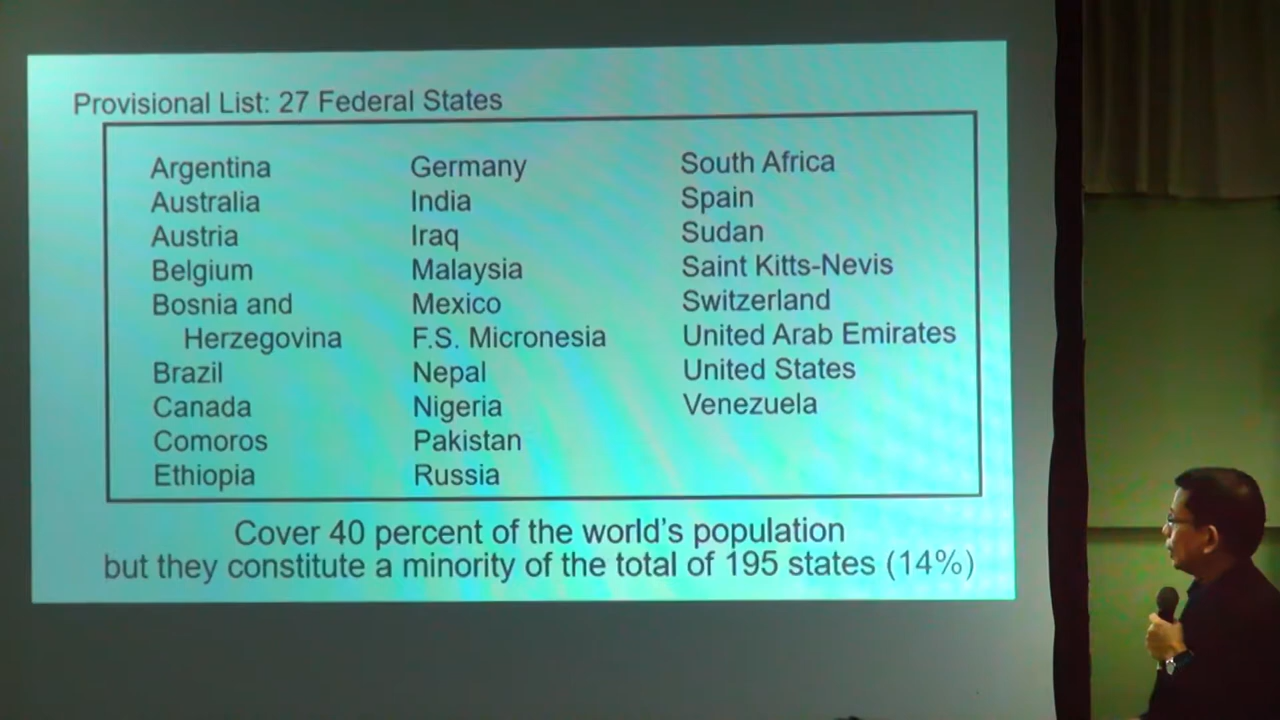 Provisional List: 27 Federal States
Argentina
Australia
Austria
Belgium
Bosnia and
Herzegovina
Brazil
Canada
Comoros
Ethiopia
Germany
India
Iraq
Malaysia
Mexico
F.S. Micronesia
Nepal
Nigeria
Pakistan
Russia
South Africa
Spain
Sudan
Saint Kitts-Nevis
Switzerland
United Arab Emirates
United States
Venezuela
Cover 40 percent of the world's population
but they constitute a minority of the total of 195 states (14%)